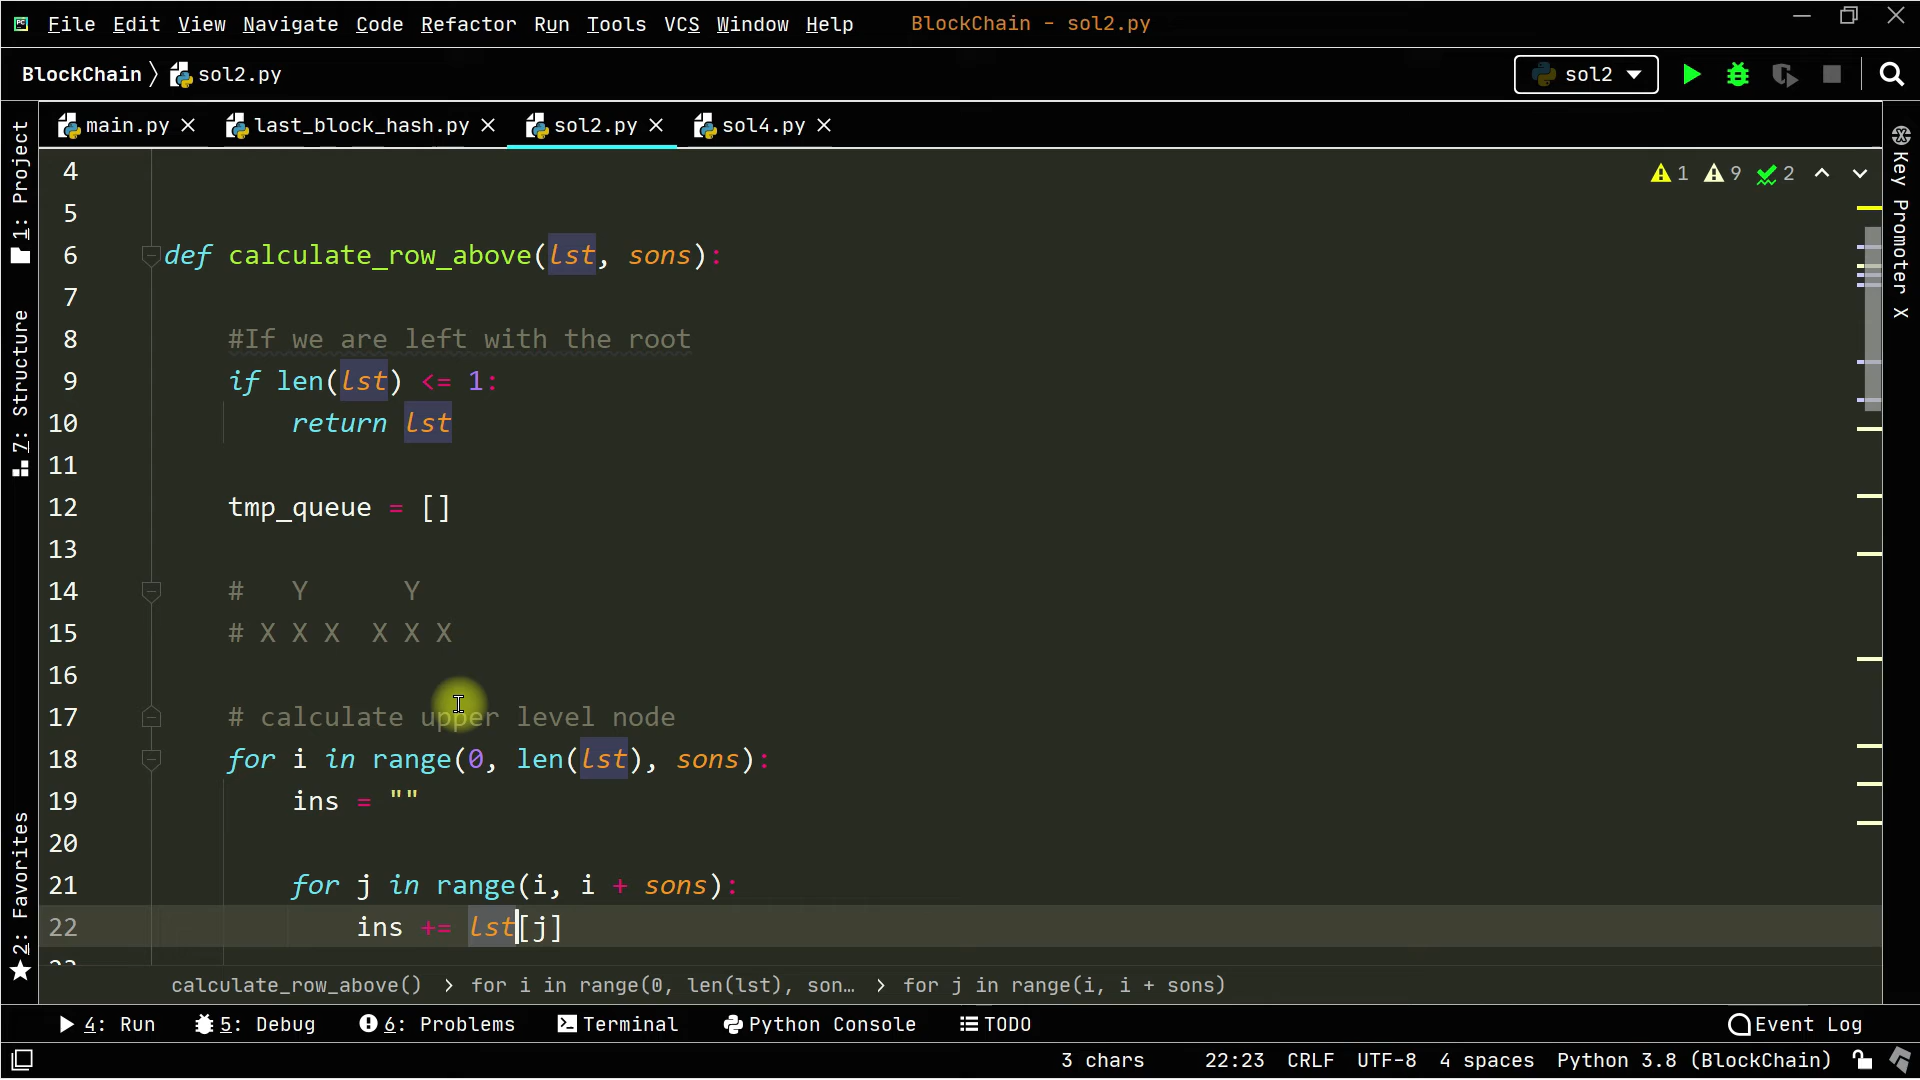 File Edit View Navigate Code Refactor Run Tools VCS Window Help BlockChain - sol2.py
BlockChain 〉 sol2.py sol2
main.py last_block_hash.py sol2.py sol4.py
1: Project
7: Structure
2: Favorites
Key Promoter X
1 9 2
4
5
6 def calculate_row_above(lst, sons):
7
8 #If we are left with the root
9 if len(lst) <= 1:
10 return lst
11
12 tmp_queue = []
13
14 #   Y      Y
15 # X X X  X X X
16
17 # calculate upper level node
18 for i in range(0, len(lst), sons):
19 ins = ""
20
21 for j in range(i, i + sons):
22 ins += lst[j]
23
calculate_row_above() › for i in range(0, len(lst), son… › for j in range(i, i + sons)
4: Run 5: Debug 6: Problems Terminal Python Console TODO Event Log
3 chars 22:23 CRLF UTF-8 4 spaces Python 3.8 (BlockChain)